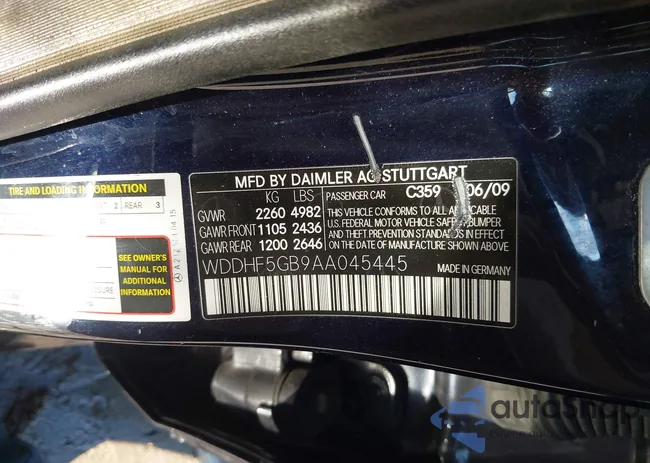 MFD BY DAIMLER AG STUTTGART
KG LBS
PASSENGER CAR C359 06/09
GVWR 2260 4982
GAWR FRONT 1105 2436
GAWR REAR 1200 2646
THIS VEHICLE CONFORMS TO ALL APPLICABLE
U.S. FEDERAL MOTOR VEHICLE SAFETY, BUMPER
AND THEFT PREVENTION STANDARDS IN EFFECT
ON THE DATE OF MANUFACTURE SHOWN ABOVE
WDDHF5GB9AA045445
MADE IN GERMANY
TIRE AND LOADING INFORMATION
2 REAR 3
SEE OWNER'S
MANUAL FOR
ADDITIONAL
INFORMATION